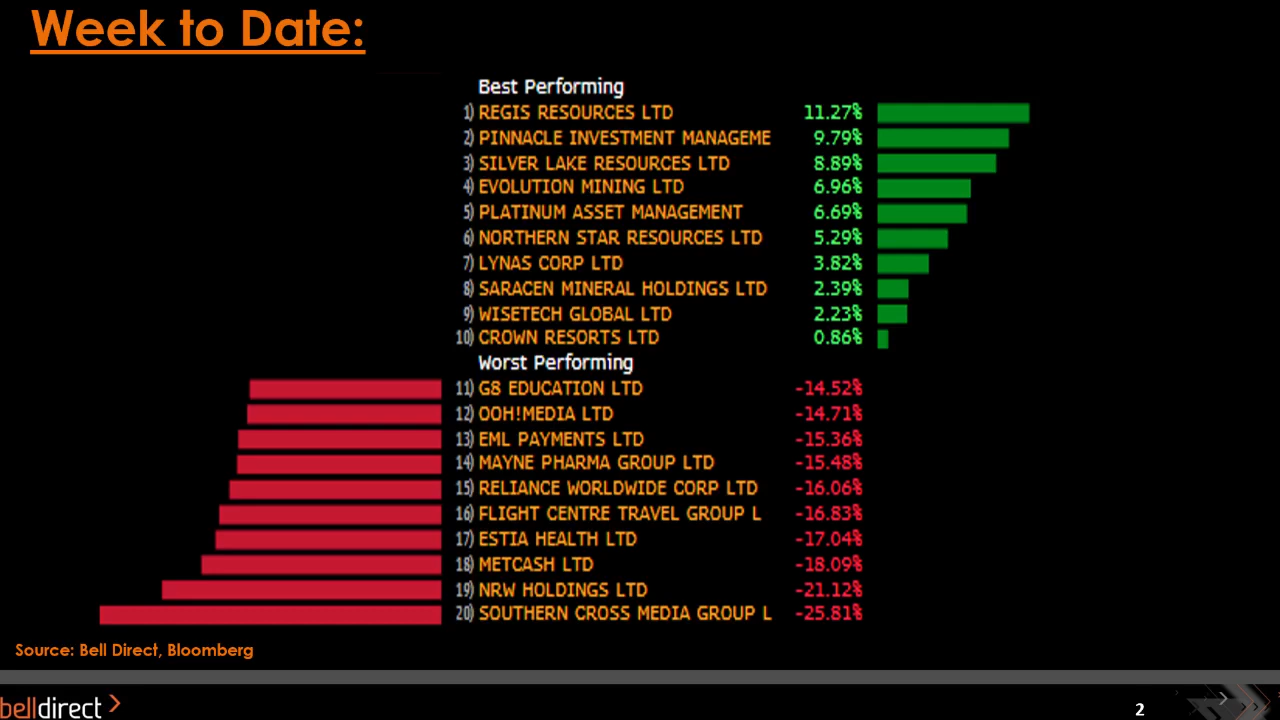 Week to Date:
Best Performing
1) REGIS RESOURCES LTD 11.27%
2) PINNACLE INVESTMENT MANAGEME 9.79%
3) SILVER LAKE RESOURCES LTD 8.89%
4) EVOLUTION MINING LTD 6.96%
5) PLATINUM ASSET MANAGEMENT 6.69%
6) NORTHERN STAR RESOURCES LTD 5.29%
7) LYNAS CORP LTD 3.82%
8) SARACEN MINERAL HOLDINGS LTD 2.39%
9) WISETECH GLOBAL LTD 2.23%
10) CROWN RESORTS LTD 0.86%
Worst Performing
11) G8 EDUCATION LTD -14.52%
12) OOH!MEDIA LTD -14.71%
13) EML PAYMENTS LTD -15.36%
14) MAYNE PHARMA GROUP LTD -15.48%
15) RELIANCE WORLDWIDE CORP LTD -16.06%
16) FLIGHT CENTRE TRAVEL GROUP L -16.83%
17) ESTIA HEALTH LTD -17.04%
18) METCASH LTD -18.09%
19) NRW HOLDINGS LTD -21.12%
20) SOUTHERN CROSS MEDIA GROUP L -25.81%
Source: Bell Direct, Bloomberg
belldirect
2